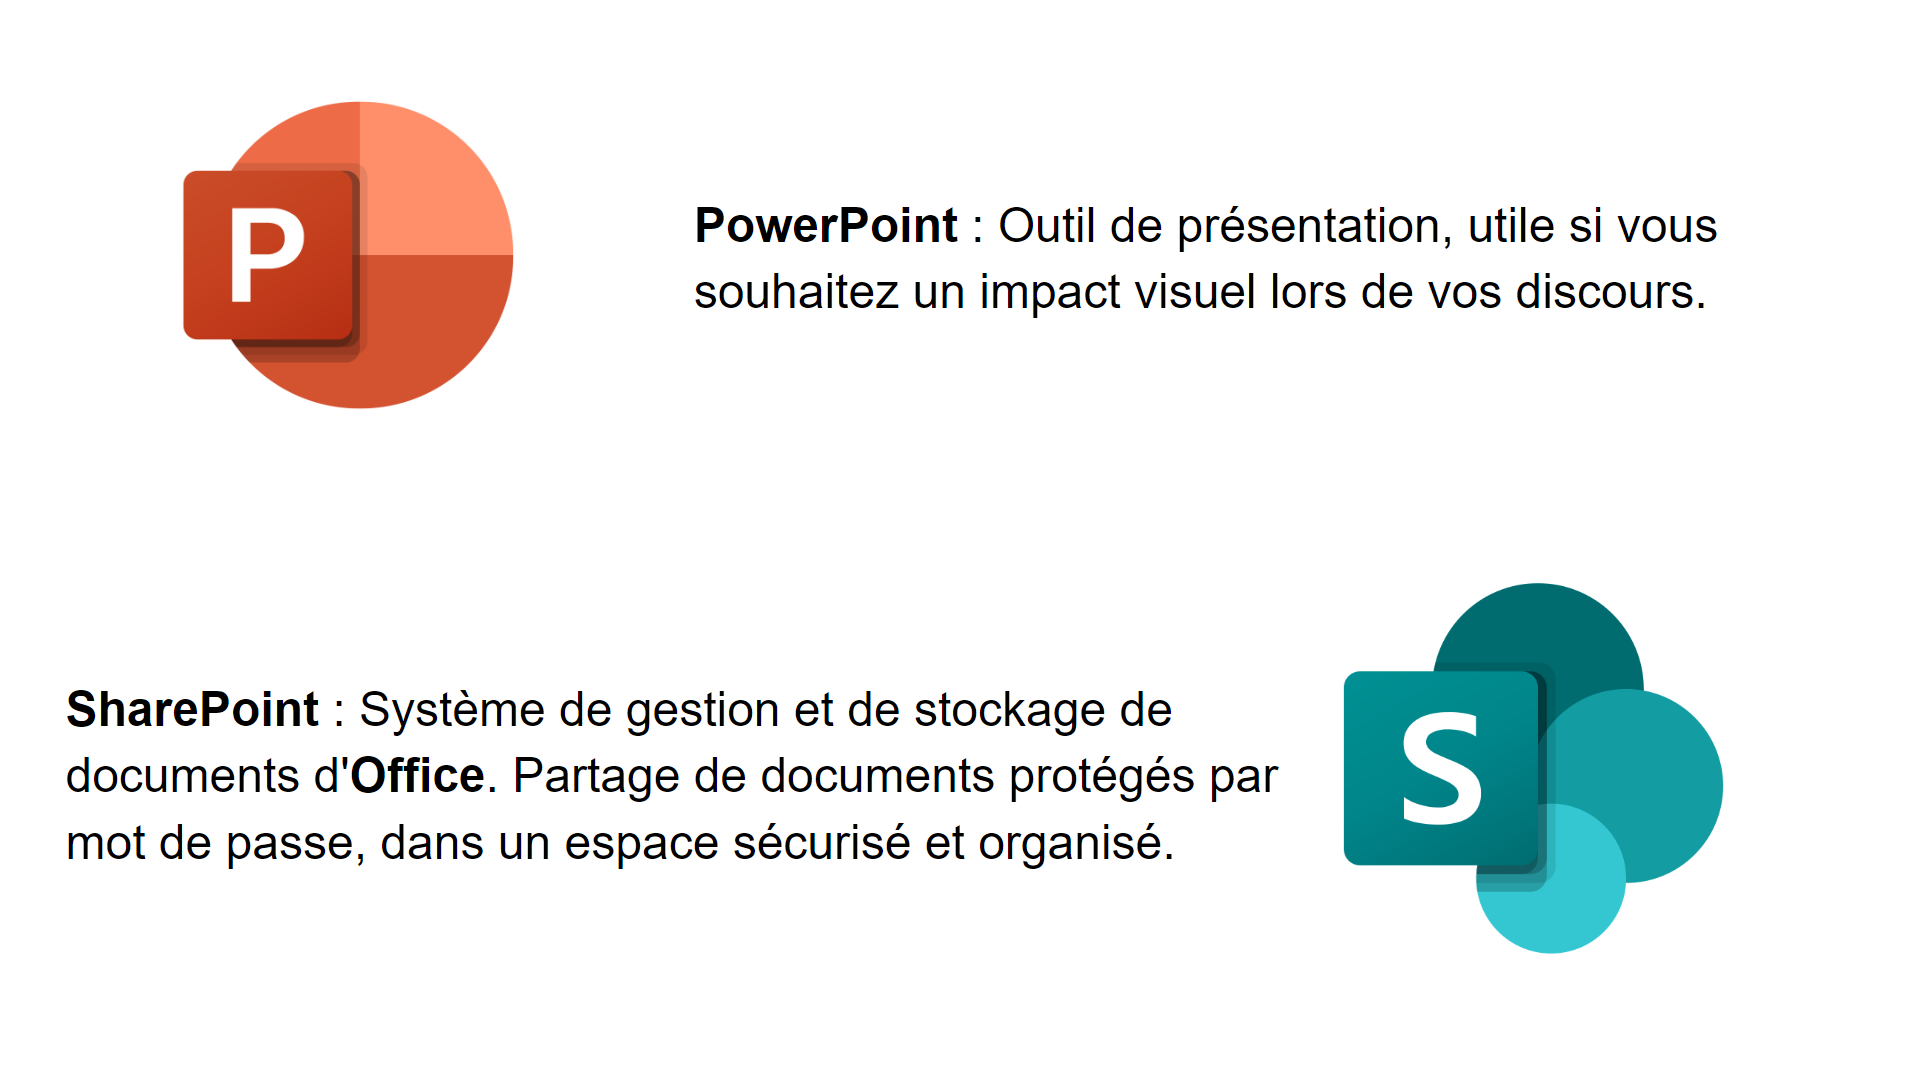 P
PowerPoint : Outil de présentation, utile si vous
souhaitez un impact visuel lors de vos discours.
SharePoint : Système de gestion et de stockage de
documents d'Office. Partage de documents protégés par
mot de passe, dans un espace sécurisé et organisé.
S